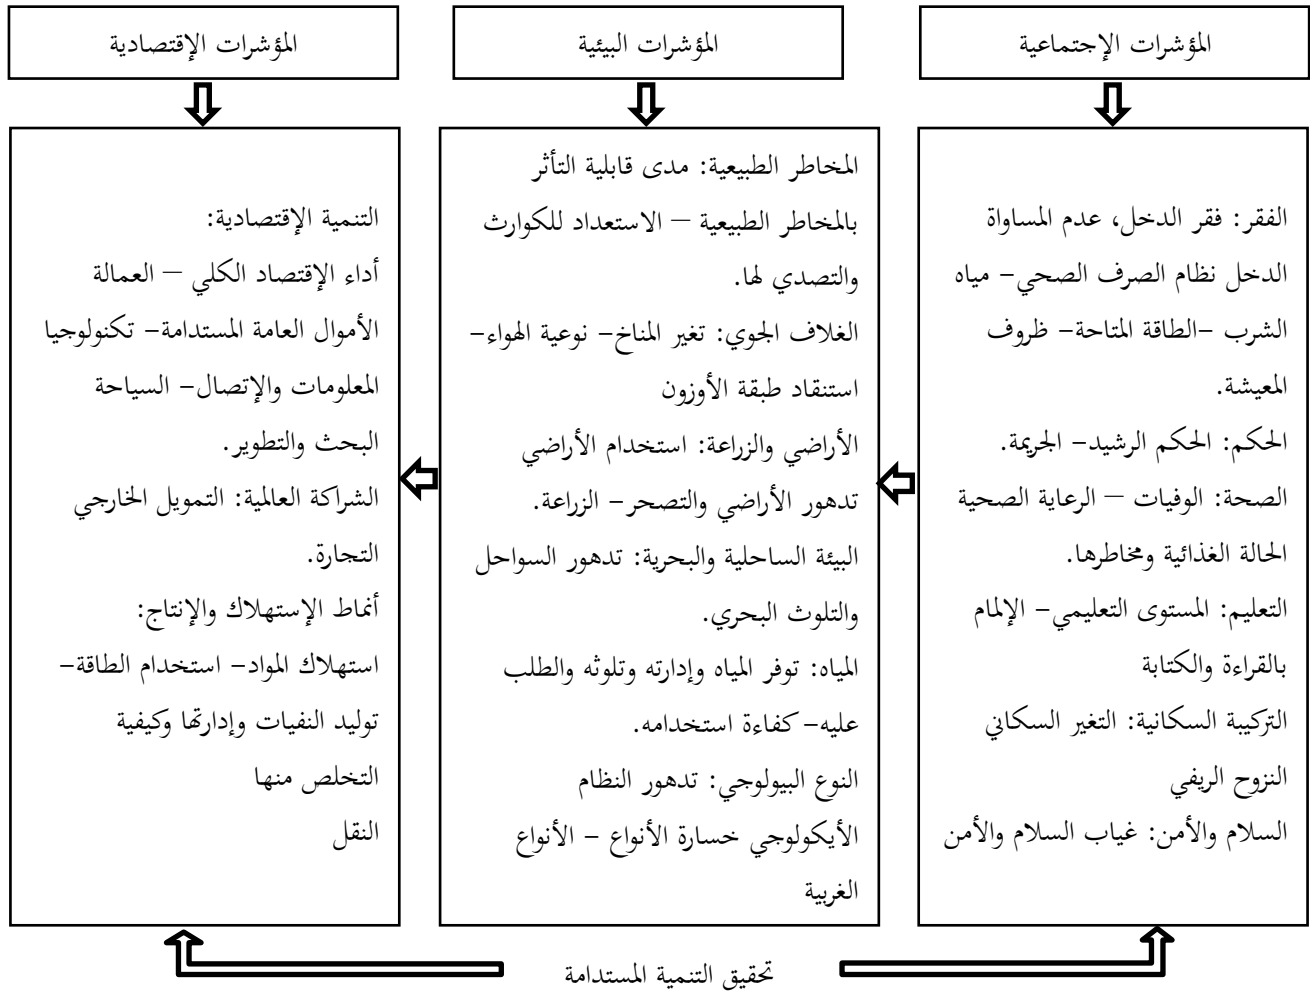 المؤشرات الإجتماعية
المؤشرات البيئية
المؤشرات الإقتصادية
الفقر: فقر الدخل، عدم المساواة
الدخل نظام الصرف الصحي- مياه
الشرب -الطاقة المتاحة- ظروف
المعيشة.
الحكم: الحكم الرشيد- الجريمة.
الصحة: الوفيات – الرعاية الصحية
الحالة الغذائية ومخاطرها.
التعليم: المستوى التعليمي- الإلمام
بالقراءة والكتابة
التركيبة السكانية: التغير السكاني
النزوح الريفي
السلام والأمن: غياب السلام والأمن
المخاطر الطبيعية: مدى قابلية التأثر
بالمخاطر الطبيعية – الاستعداد للكوارث
والتصدي لها.
الغلاف الجوي: تغير المناخ- نوعية الهواء-
استنقاد طبقة الأوزون
الأراضي والزراعة: استخدام الأراضي
تدهور الأراضي والتصحر- الزراعة.
البيئة الساحلية والبحرية: تدهور السواحل
والتلوث البحري.
المياه: توفر المياه وإدارته وتلوثه والطلب
عليه- كفاءة استخدامه.
النوع البيولوجي: تدهور النظام
الأيكولوجي خسارة الأنواع - الأنواع
الغربية
التنمية الإقتصادية:
أداء الإقتصاد الكلي – العمالة
الأموال العامة المستدامة- تكنولوجيا
المعلومات والإتصال- السياحة
البحث والتطوير.
الشراكة العالمية: التمويل الخارجي
التجارة.
أنماط الإستهلاك والإنتاج:
استهلاك المواد- استخدام الطاقة-
توليد النفيات وإدارتها وكيفية
التخلص منها
النقل
تحقيق التنمية المستدامة